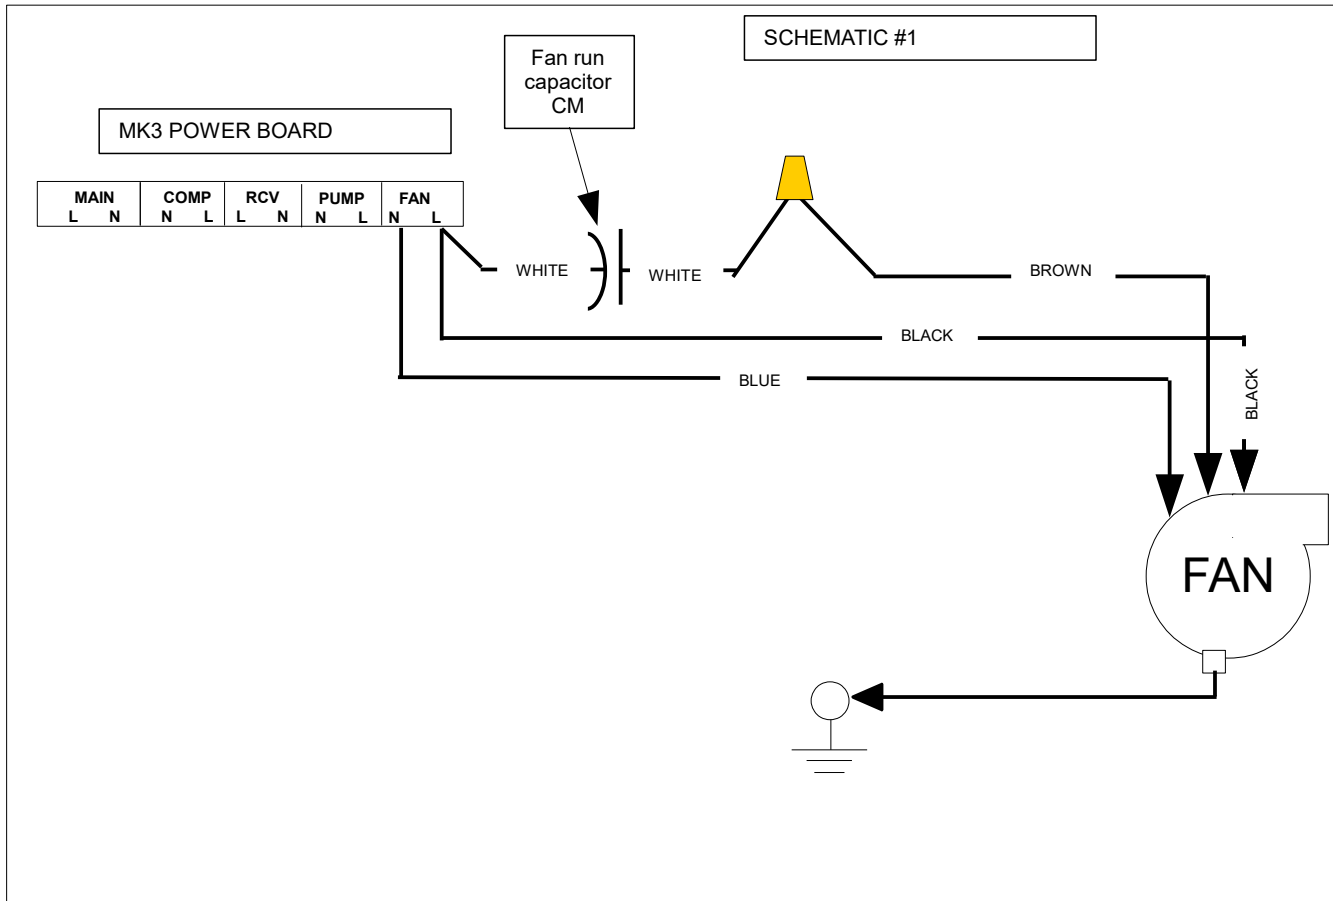 SCHEMATIC #1
Fan run
capacitor
CM
MK3 POWER BOARD
MAIN COMP RCV PUMP FAN
L N N L L N N L N L
WHITE WHITE BROWN
BLACK
BLUE
BLACK
FAN